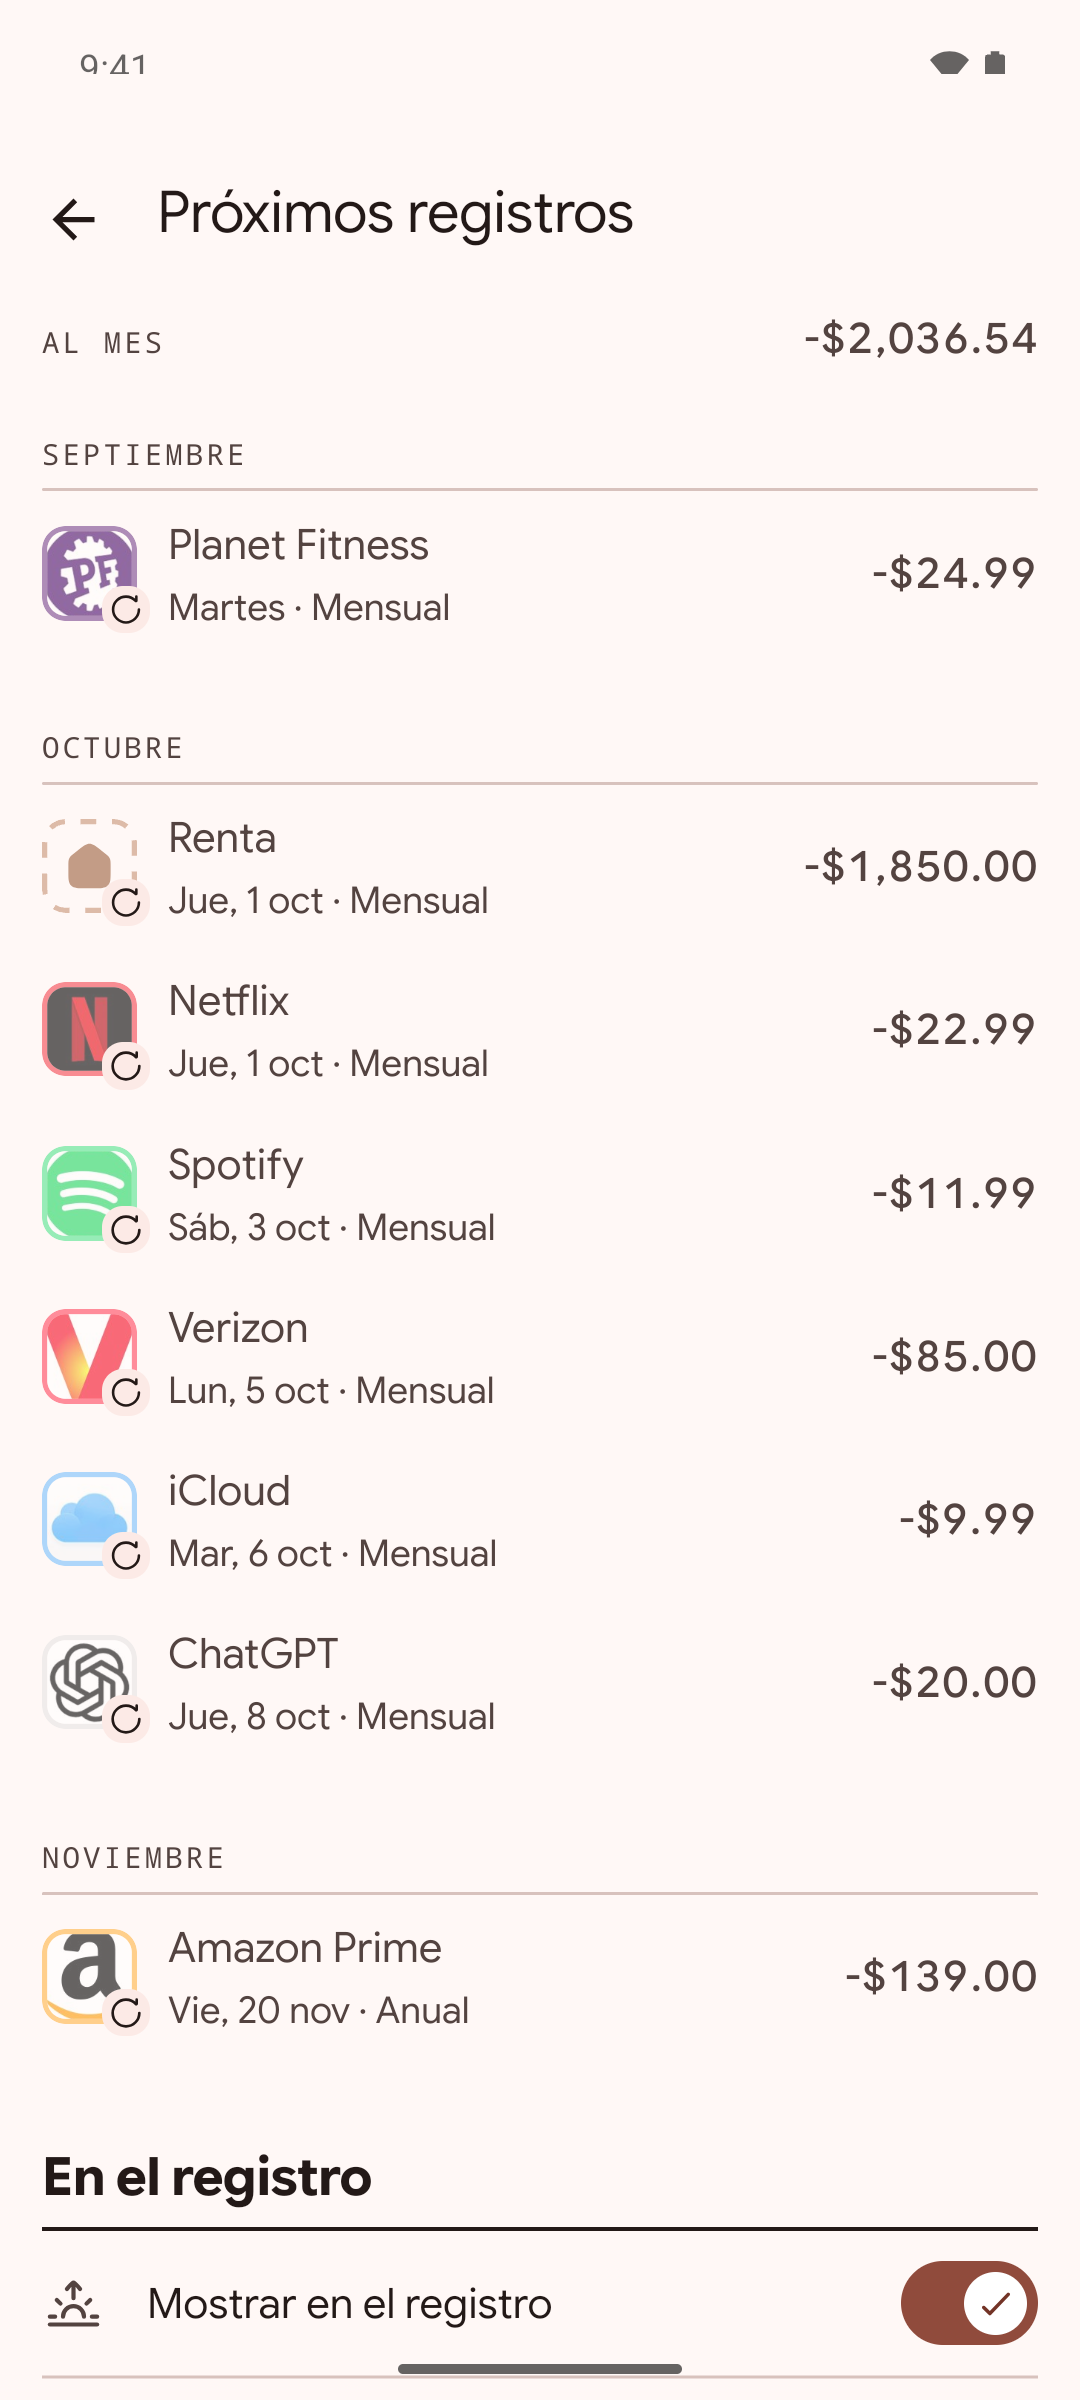 9:41
Próximos registros
AL MES -$2,036.54
SEPTIEMBRE
Planet Fitness
Martes · Mensual
-$24.99
OCTUBRE
Renta
Jue, 1 oct · Mensual
-$1,850.00
Netflix
Jue, 1 oct · Mensual
-$22.99
Spotify
Sáb, 3 oct · Mensual
-$11.99
Verizon
Lun, 5 oct · Mensual
-$85.00
iCloud
Mar, 6 oct · Mensual
-$9.99
ChatGPT
Jue, 8 oct · Mensual
-$20.00
NOVIEMBRE
Amazon Prime
Vie, 20 nov · Anual
-$139.00
En el registro
Mostrar en el registro